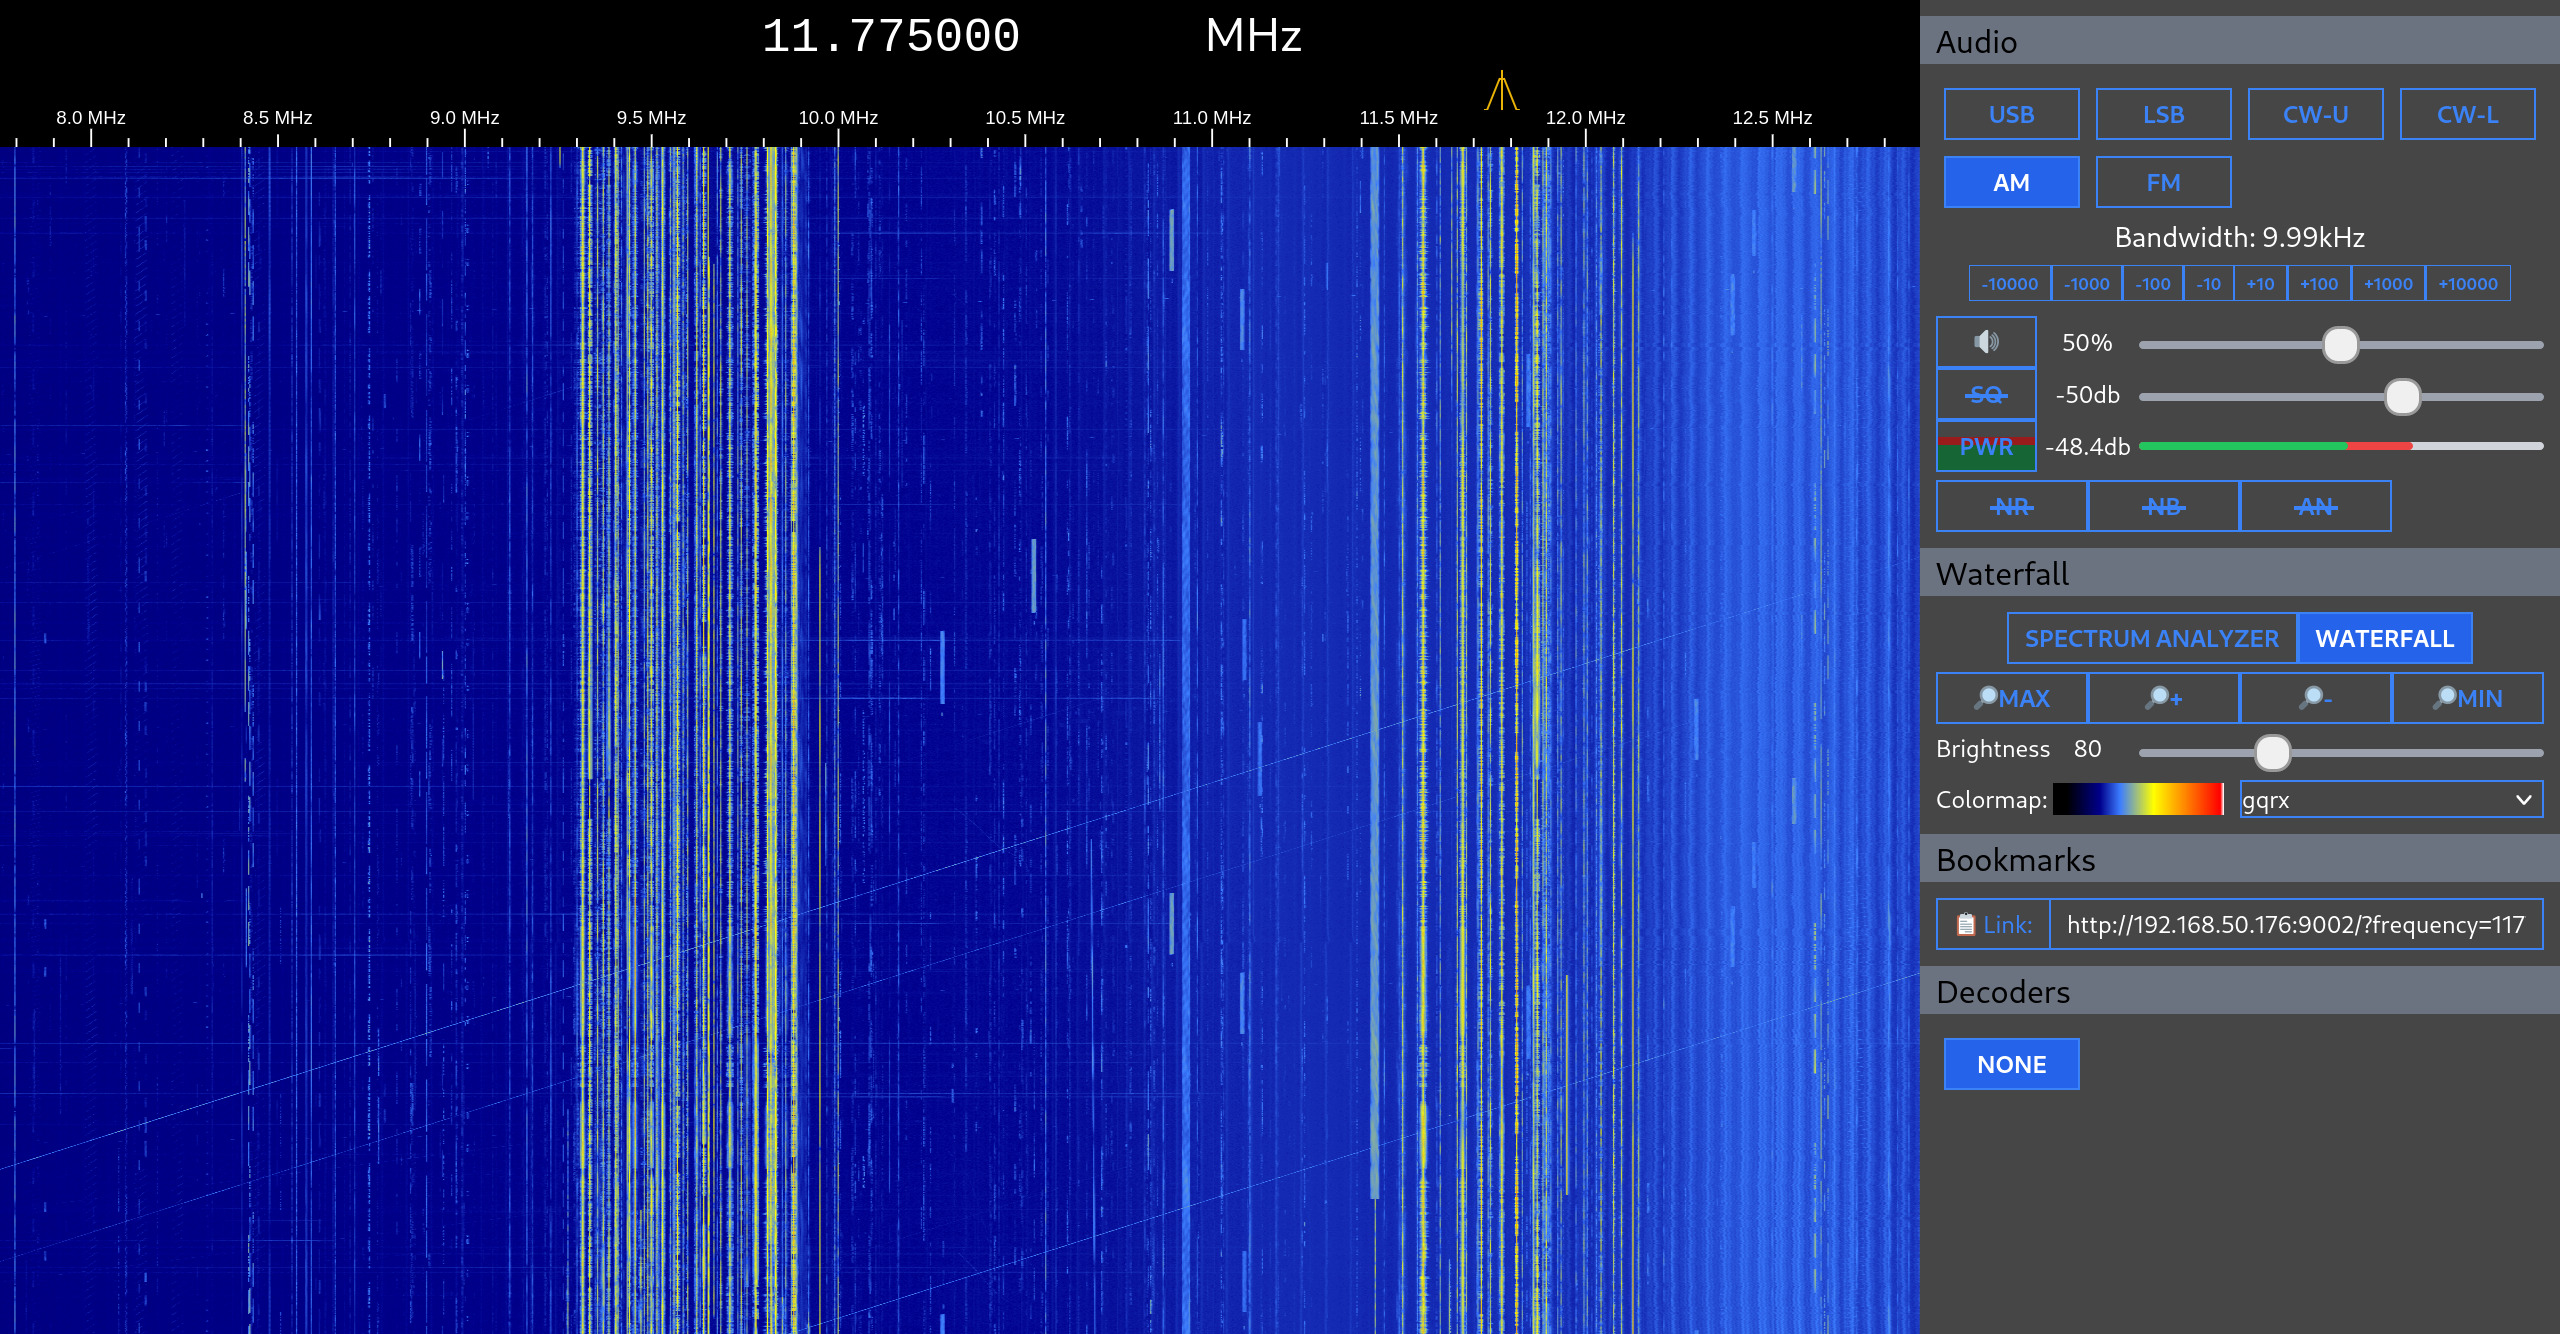 11.775000 MHz
8.0 MHz 8.5 MHz 9.0 MHz 9.5 MHz 10.0 MHz 10.5 MHz 11.0 MHz 11.5 MHz 12.0 MHz 12.5 MHz
Audio
USB LSB CW-U CW-L
AM FM
Bandwidth: 9.99kHz
-10000 -1000 -100 -10 +10 +100 +1000 +10000
50%
SQ -50db
PWR -48.4db
NR NB AN
Waterfall
SPECTRUM ANALYZER WATERFALL
MAX + - MIN
Brightness 80
Colormap: gqrx
Bookmarks
Link: http://192.168.50.176:9002/?frequency=117
Decoders
NONE